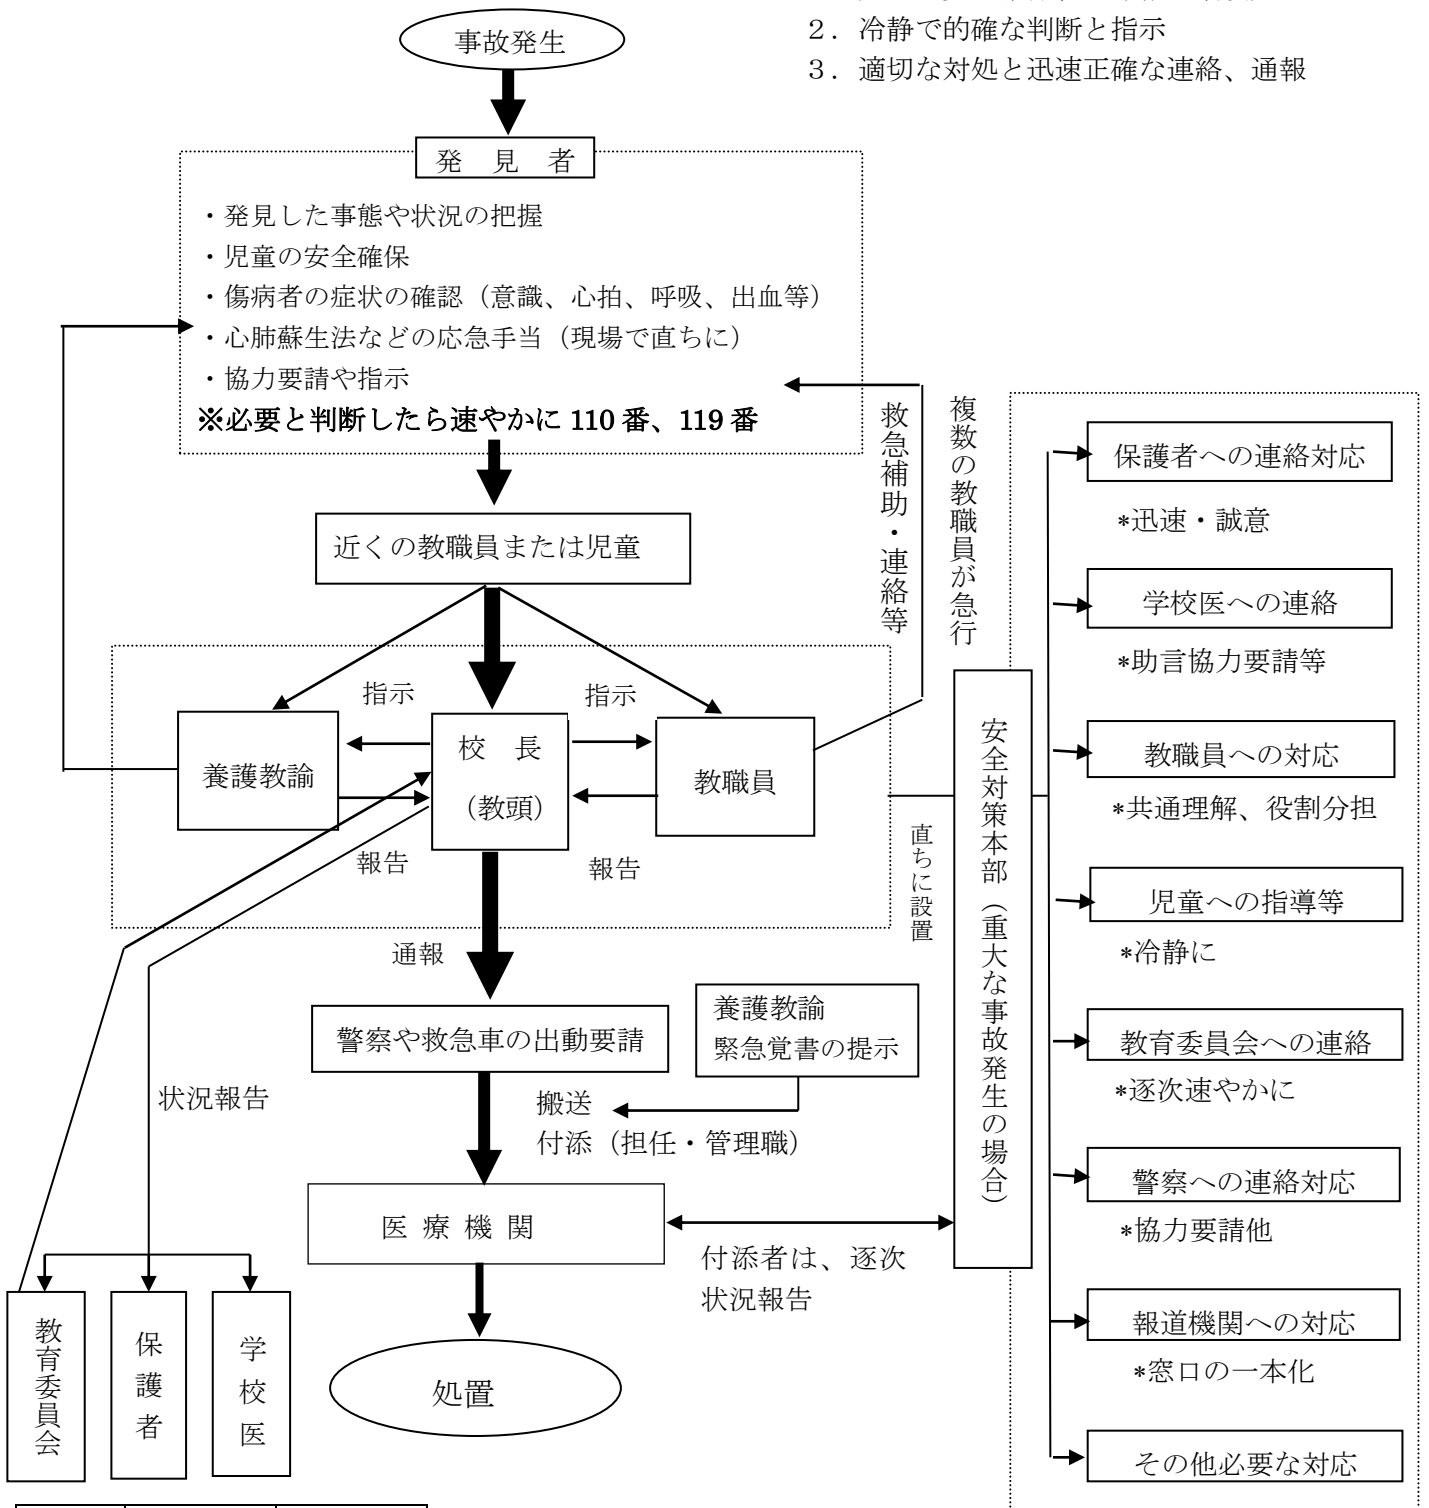 ２．冷静で的確な判断と指示
３．適切な対処と迅速正確な連絡、通報
事故発生
発　見　者
・発見した事態や状況の把握
・児童の安全確保
・傷病者の症状の確認（意識、心拍、呼吸、出血等）
・心肺蘇生法などの応急手当（現場で直ちに）
・協力要請や指示
※必要と判断したら速やかに 110 番、119 番
救急補助・連絡等
複数の教職員が急行
近くの教職員または児童
指示
指示
養護教諭
校　長
（教頭）
教職員
報告
報告
直ちに設置
通報
警察や救急車の出動要請
養護教諭
緊急覚書の提示
搬送
付添（担任・管理職）
状況報告
医 療 機 関
付添者は、逐次
状況報告
処置
教育委員会
保護者
学校医
安全対策本部（重大な事故発生の場合）
保護者への連絡対応
*迅速・誠意
学校医への連絡
*助言協力要請等
教職員への対応
*共通理解、役割分担
児童への指導等
*冷静に
教育委員会への連絡
*逐次速やかに
警察への連絡対応
*協力要請他
報道機関への対応
*窓口の一本化
その他必要な対応